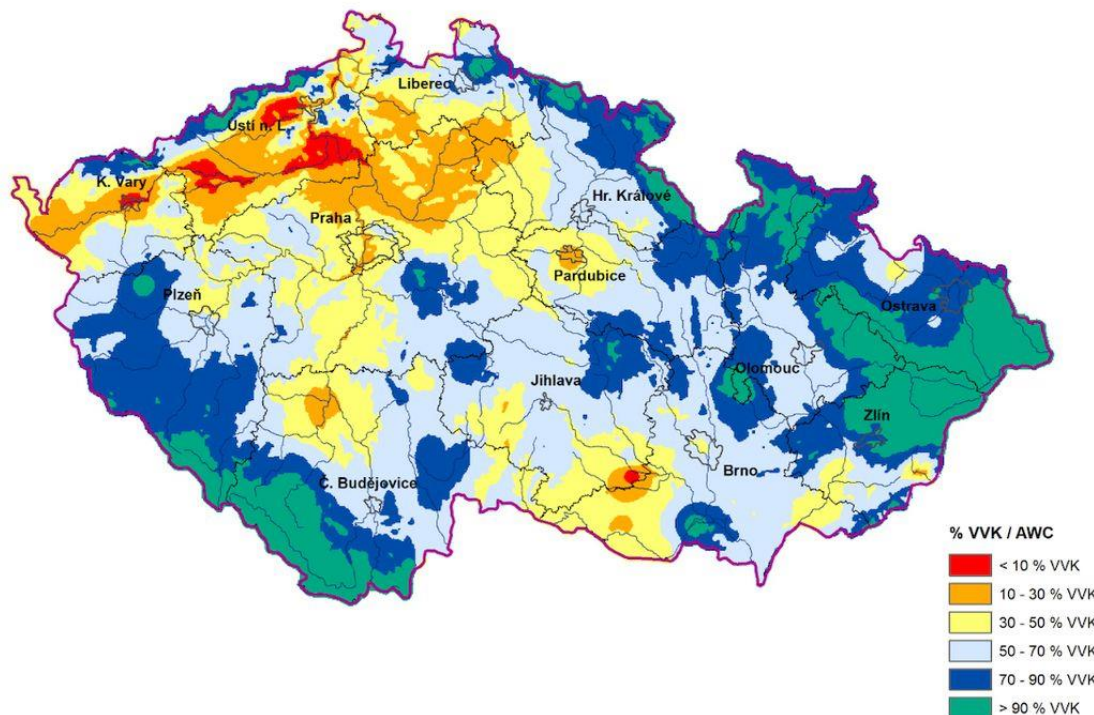 Liberec
Ústí n. L.
K. Vary
Hr. Králové
Praha
Pardubice
Plzeň
Ostrava
Olomouc
Jihlava
Zlín
Brno
Č. Budějovice
% VVK / AWC
< 10 % VVK
10 - 30 % VVK
30 - 50 % VVK
50 - 70 % VVK
70 - 90 % VVK
> 90 % VVK